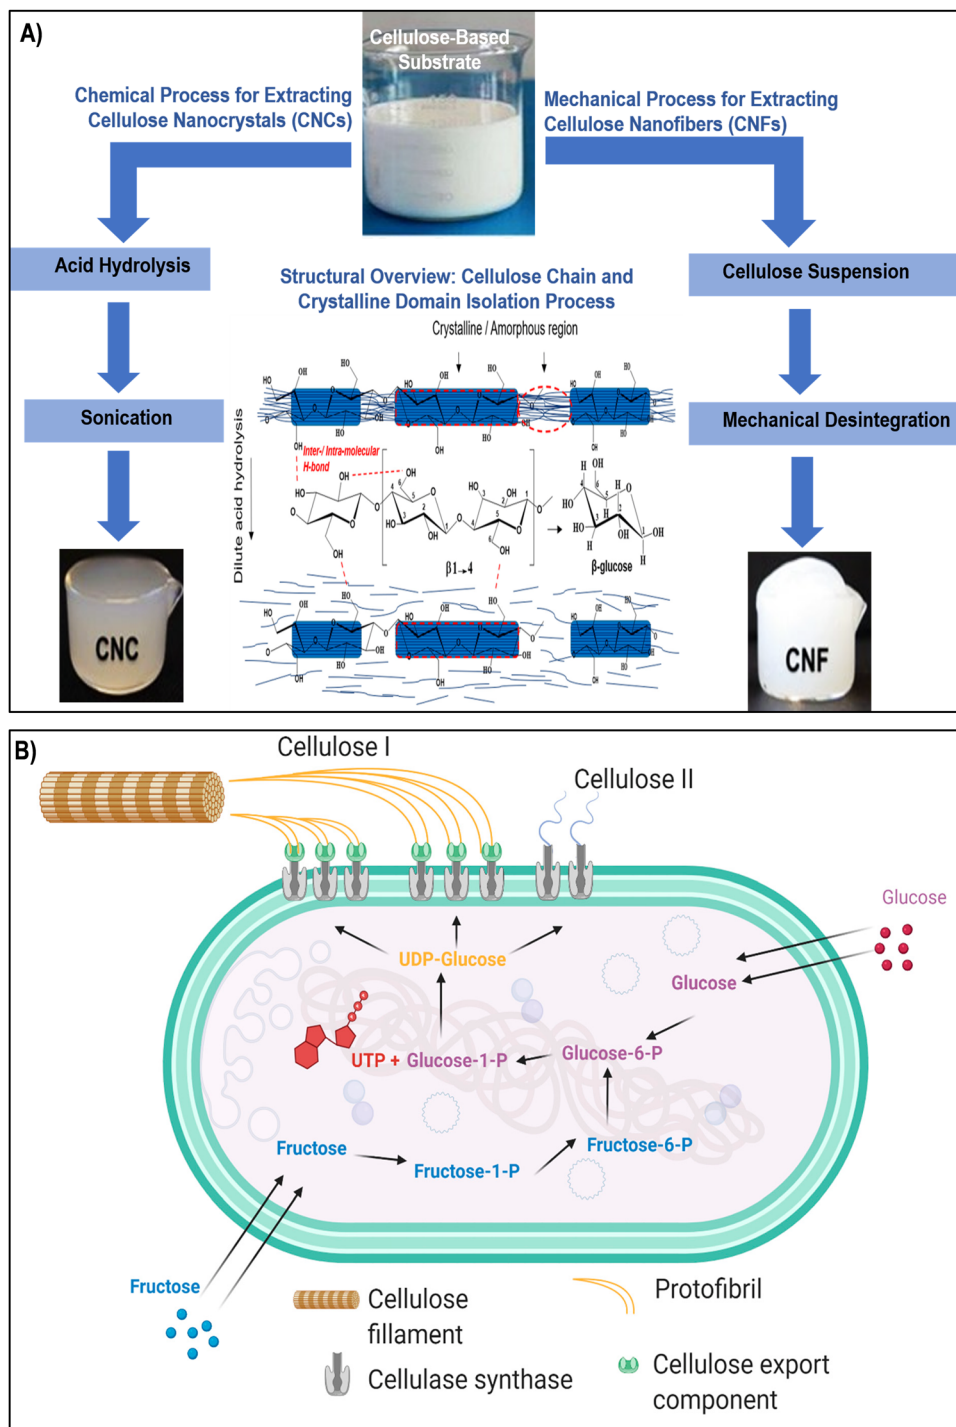 A)
Cellulose-Based
Substrate
Chemical Process for Extracting
Cellulose Nanocrystals (CNCs)
Mechanical Process for Extracting
Cellulose Nanofibers (CNFs)
Acid Hydrolysis
Cellulose Suspension
Structural Overview: Cellulose Chain and
Crystalline Domain Isolation Process
Crystalline / Amorphous region
Sonication
Mechanical Desintegration
Dilute acid hydrolysis
Inter-/ Intra-molecular
H-bond
β1→4
β-glucose
CNC
CNF
B)
Cellulose I
Cellulose II
Glucose
UDP-Glucose
Glucose
UTP + Glucose-1-P
Glucose-6-P
Fructose
Fructose-1-P
Fructose-6-P
Fructose
Cellulose
fillament
Protofibril
Cellulase synthase
Cellulose export
component